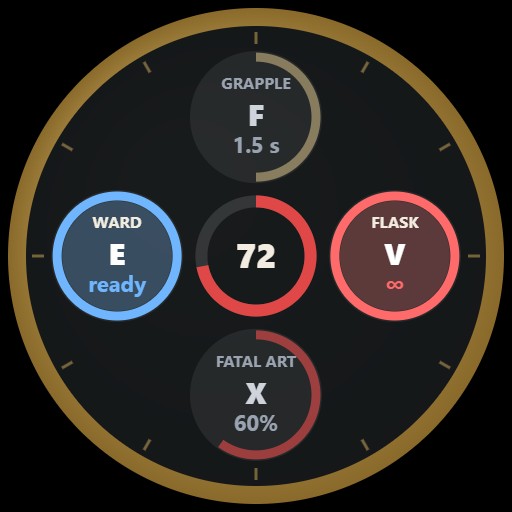 GRAPPLE
F
1.5 s
WARD
E
ready
72
FLASK
V
∞
FATAL ART
X
60%